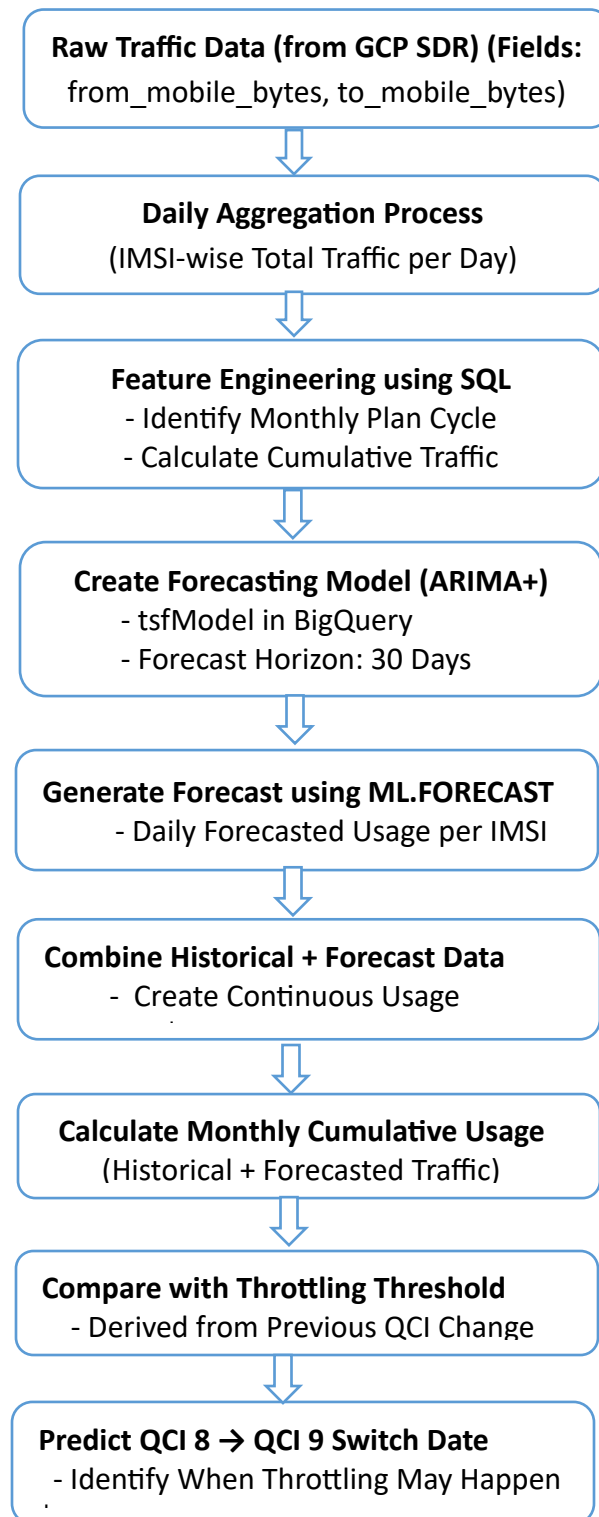 Raw Traffic Data (from GCP SDR) (Fields:
from_mobile_bytes, to_mobile_bytes)
Daily Aggregation Process
(IMSI-wise Total Traffic per Day)
Feature Engineering using SQL
- Identify Monthly Plan Cycle
- Calculate Cumulative Traffic
Create Forecasting Model (ARIMA+)
- tsfModel in BigQuery
- Forecast Horizon: 30 Days
Generate Forecast using ML.FORECAST
- Daily Forecasted Usage per IMSI
Combine Historical + Forecast Data
- Create Continuous Usage
Calculate Monthly Cumulative Usage
(Historical + Forecasted Traffic)
Compare with Throttling Threshold
- Derived from Previous QCI Change
Predict QCI 8 → QCI 9 Switch Date
- Identify When Throttling May Happen